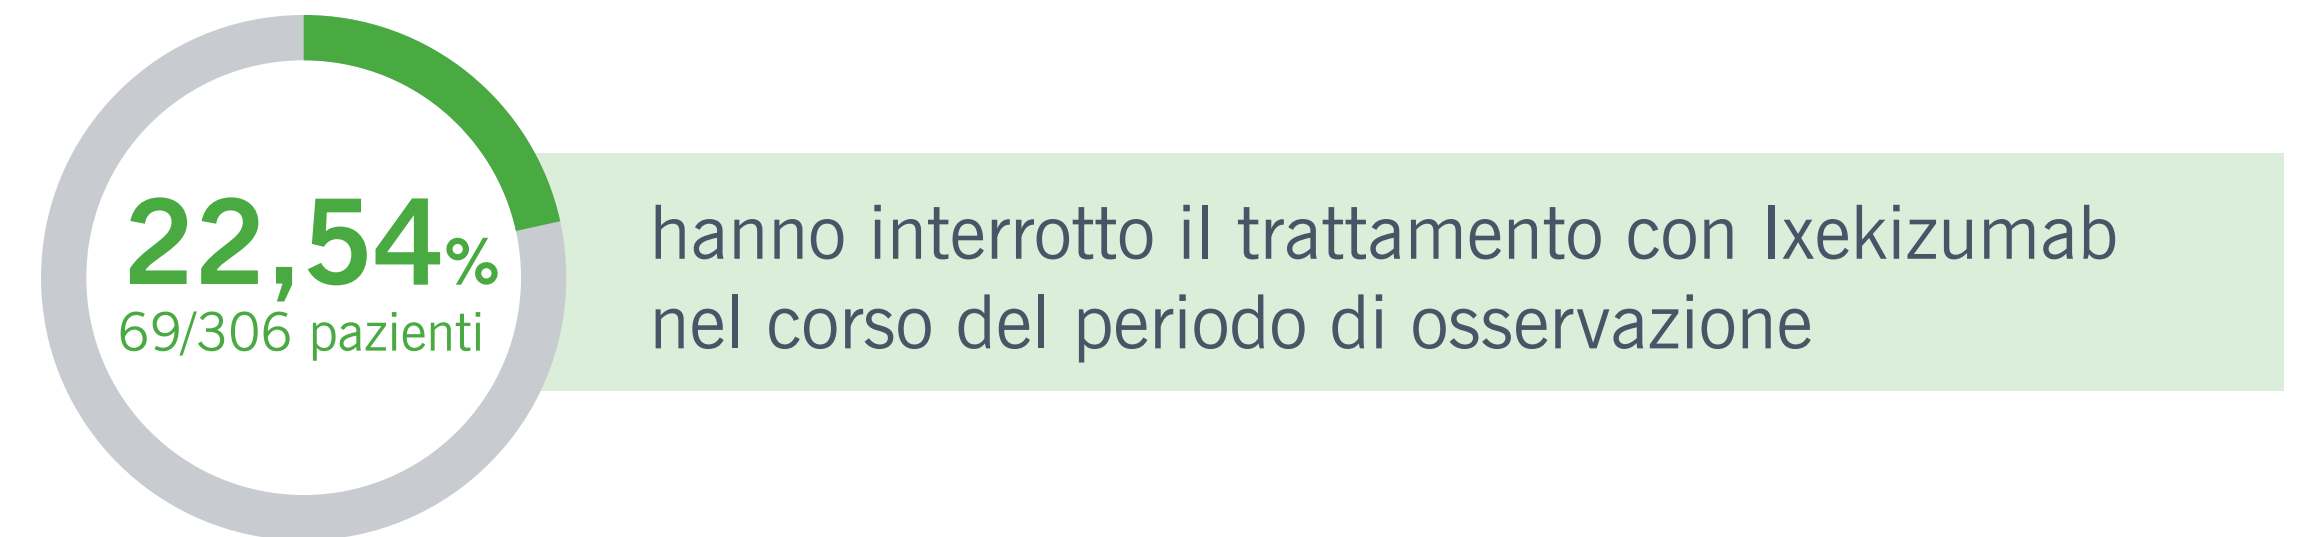 22,54%
69/306 pazienti
hanno interrotto il trattamento con Ixekizumab
nel corso del periodo di osservazione